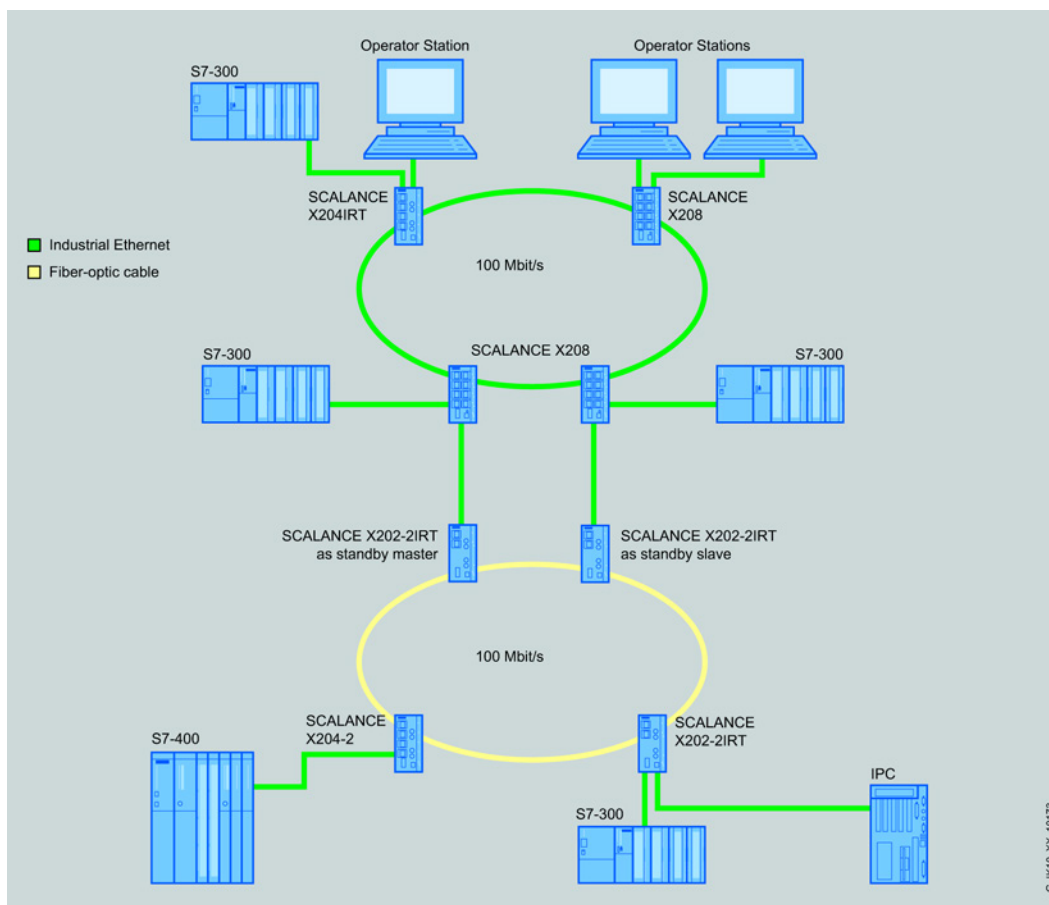 Operator Station
Operator Stations
S7-300
SCALANCE
X204IRT
SCALANCE
X208
Industrial Ethernet
Fiber-optic cable
100 Mbit/s
S7-300
SCALANCE X208
S7-300
SCALANCE X202-2IRT
as standby master
SCALANCE X202-2IRT
as standby slave
100 Mbit/s
SCALANCE
X204-2
SCALANCE
X202-2IRT
S7-400
IPC
S7-300